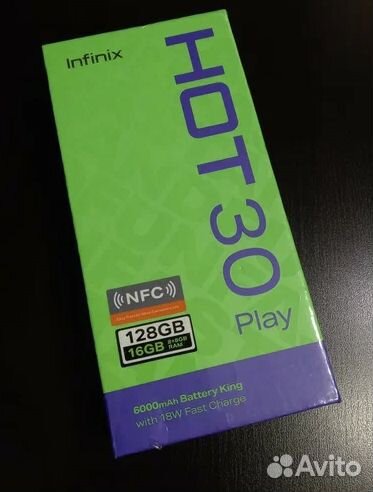 Infinix
HOT 30
Play
NFC
128GB
16GB 8+8GB RAM
6000mAh Battery King
with 18W Fast Charge
Avito